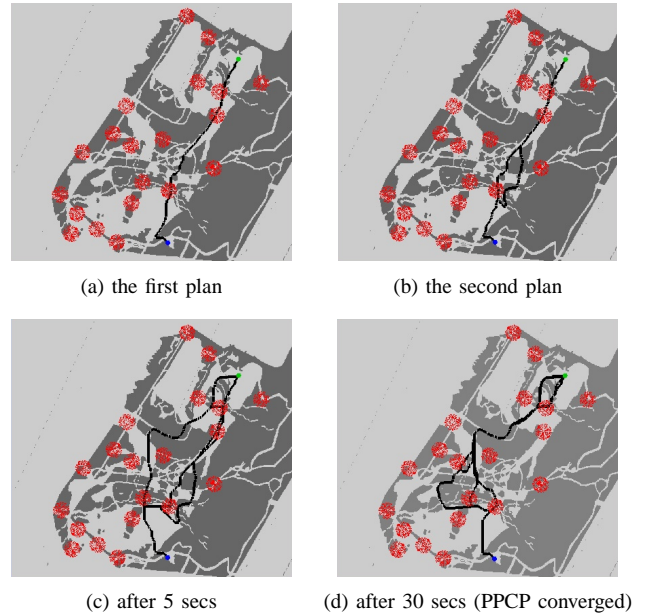 (a) the first plan
(b) the second plan
(c) after 5 secs
(d) after 30 secs (PPCP converged)